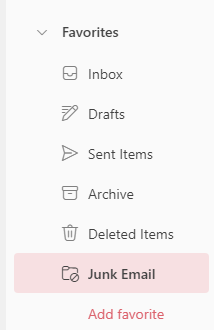 Favorites
Inbox
Drafts
Sent Items
Archive
Deleted Items
Junk Email
Add favorite